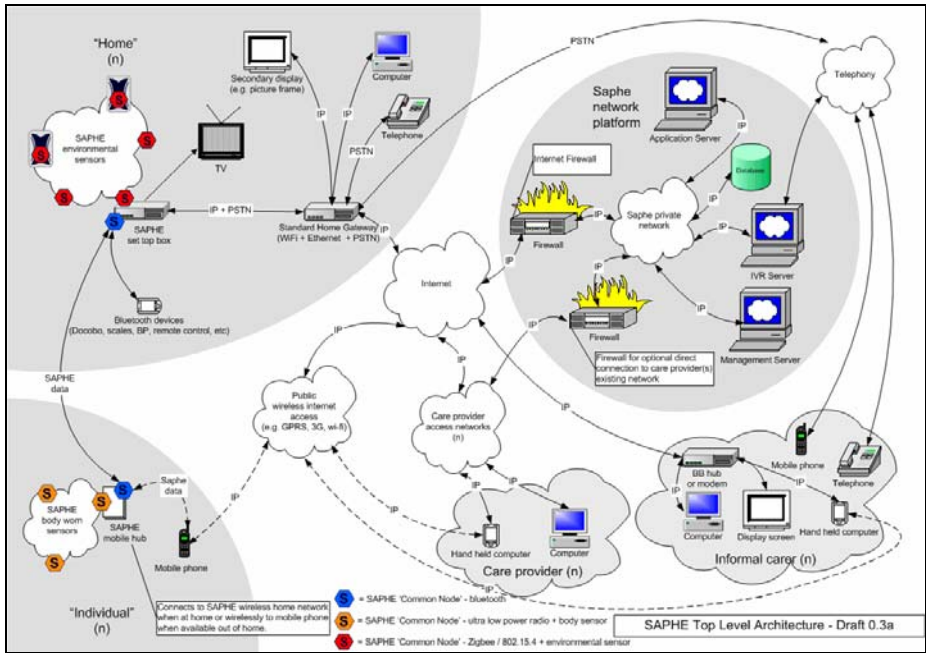 "Home"
(n)
SAPHE
environmental
sensors
S
S
S
S
S
TV
S
SAPHE
set top box
Secondary display
(e.g. picture frame)
Computer
IP
IP
Telephone
PSTN
IP + PSTN
Standard Home Gateway
(WiFi + Ethernet + PSTN)
IP
Bluetooth devices
(Docobo, scales, BP, remote control, etc)
PSTN
Telephony
Saphe
network
platform
Application Server
IP
Database
IP
Internet Firewall
Firewall
IP
Saphe private
network
IP
IVR Server
IP
IP
Management Server
Firewall
Firewall for optional direct
connection to care provider(s)
existing network
Internet
IP
IP
IP
IP
IP
SAPHE
data
Public
wireless internet
access
(e.g. GPRS, 3G, wi-fi)
Care provider
access networks
(n)
IP
IP
IP
IP
Hand held computer
Computer
Care provider (n)
Mobile phone
Telephone
BB hub
or modem
IP
IP
Computer
Display screen
Hand held computer
Informal carer (n)
IP
S
SAPHE
body worn
sensors
S
S
S
SAPHE
mobile hub
Saphe
data
Mobile phone
"Individual"
(n)
Connects to SAPHE wireless home network
when at home or wirelessly to mobile phone
when available out of home.
S = SAPHE 'Common Node' - bluetooth
S = SAPHE 'Common Node' - ultra low power radio + body sensor
S = SAPHE 'Common Node' - Zigbee / 802.15.4 + environmental sensor
SAPHE Top Level Architecture - Draft 0.3a